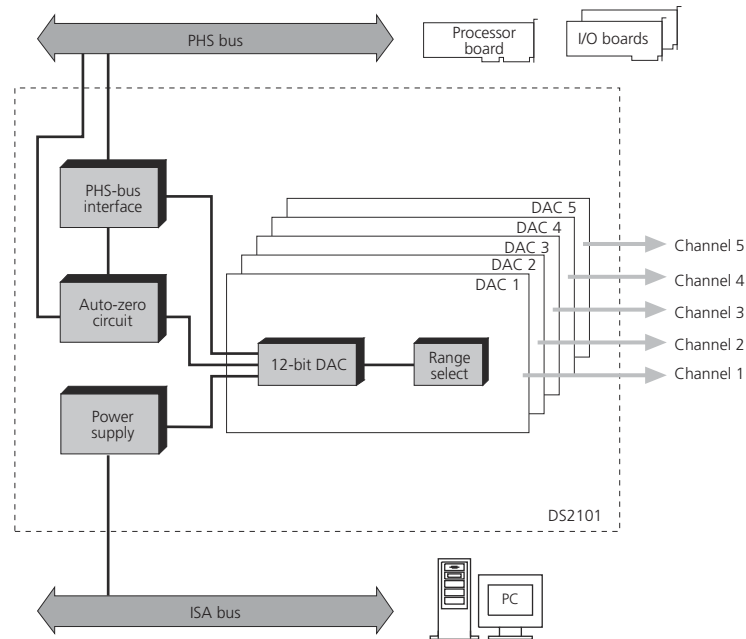 PHS bus
Processor
board
I/O boards
PHS-bus
interface
DAC 5
DAC 4
DAC 3
DAC 2
DAC 1
Channel 5
Channel 4
Channel 3
Channel 2
Channel 1
Auto-zero
circuit
12-bit DAC
Range
select
Power
supply
DS2101
ISA bus
PC